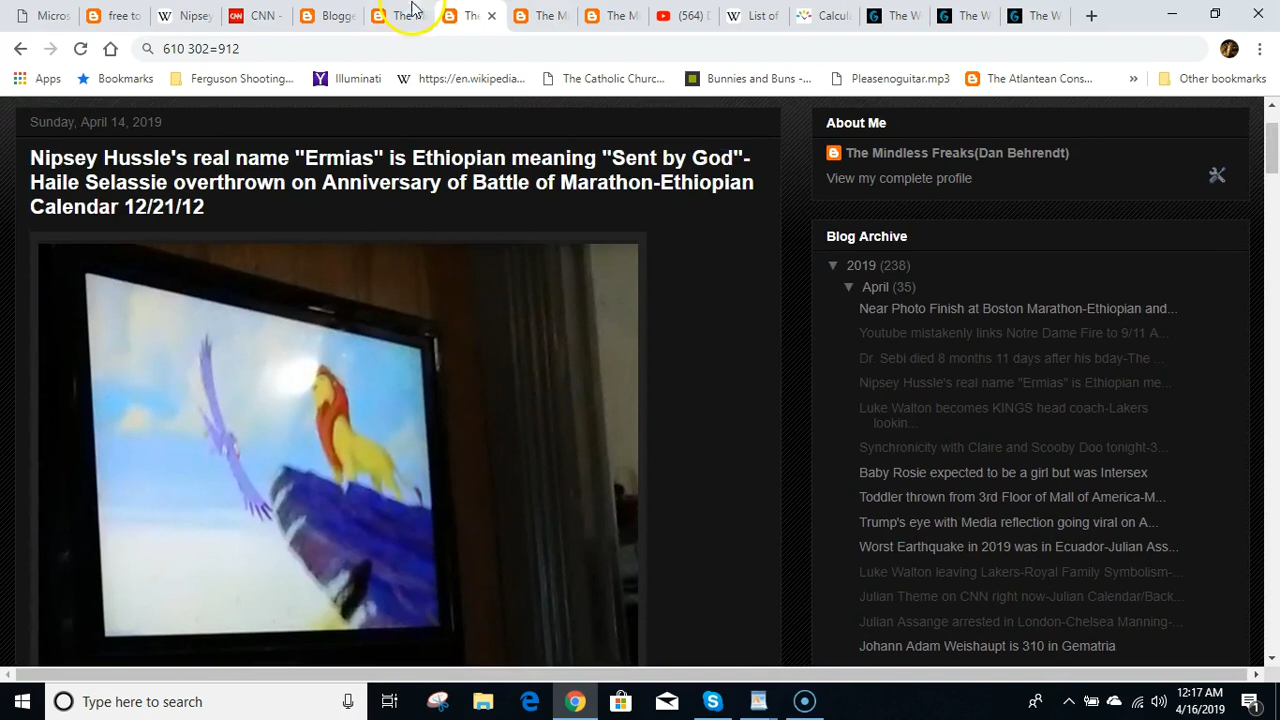 Micros
free to
Nipsey
CNN -
Blogge
The
The
The M
The M
(564)
List of
Calcul
The W
The W
The W
610 302=912
Apps
Bookmarks
Ferguson Shooting...
Illuminati
https://en.wikipedia...
The Catholic Churc...
Bunnies and Buns -...
Pleasenoguitar.mp3
The Atlantean Cons...
»
Other bookmarks
Sunday, April 14, 2019
Nipsey Hussle's real name "Ermias" is Ethiopian meaning "Sent by God"-
Haile Selassie overthrown on Anniversary of Battle of Marathon-Ethiopian
Calendar 12/21/12
About Me
The Mindless Freaks(Dan Behrendt)
View my complete profile
Blog Archive
▼ 2019 (238)
▼ April (35)
Near Photo Finish at Boston Marathon-Ethiopian and...
Youtube mistakenly links Notre Dame Fire to 9/11 A...
Dr. Sebi died 8 months 11 days after his bday-The ...
Nipsey Hussle's real name "Ermias" is Ethiopian me...
Luke Walton becomes KINGS head coach-Lakers
lookin...
Synchronicity with Claire and Scooby Doo tonight-3...
Baby Rosie expected to be a girl but was Intersex
Toddler thrown from 3rd Floor of Mall of America-M...
Trump's eye with Media reflection going viral on A...
Worst Earthquake in 2019 was in Ecuador-Julian Ass...
Luke Walton leaving Lakers-Royal Family Symbolism-...
Julian Theme on CNN right now-Julian Calendar/Back...
Julian Assange arrested in London-Chelsea Manning-...
Johann Adam Weishaupt is 310 in Gematria
Type here to search
12:17 AM
4/16/2019